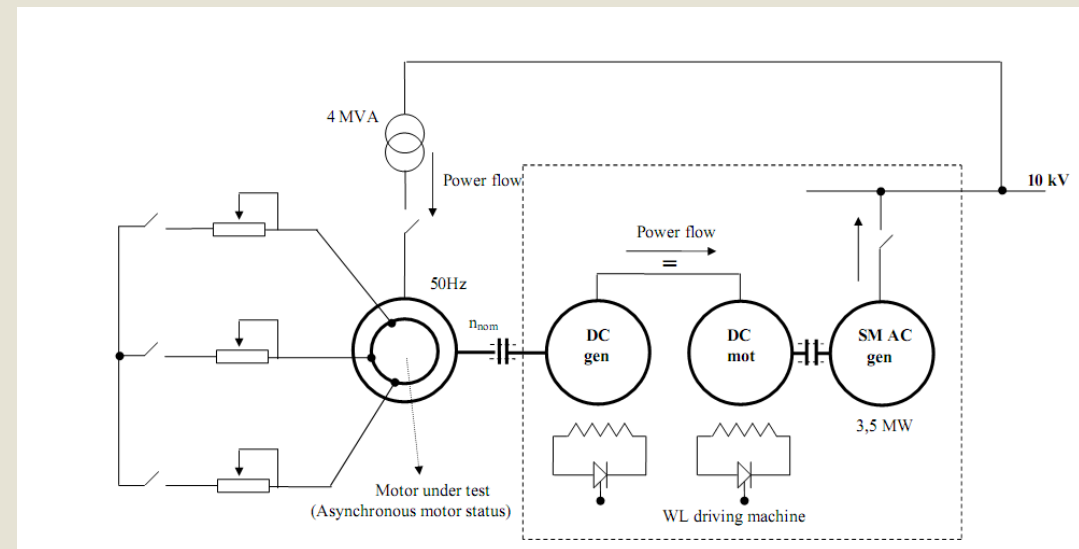 4 MVA
Power flow
10 kV
Power flow
=
50Hz
nnom
DC
gen
DC
mot
SM AC
gen
3,5 MW
Motor under test
(Asynchronous motor status)
WL driving machine